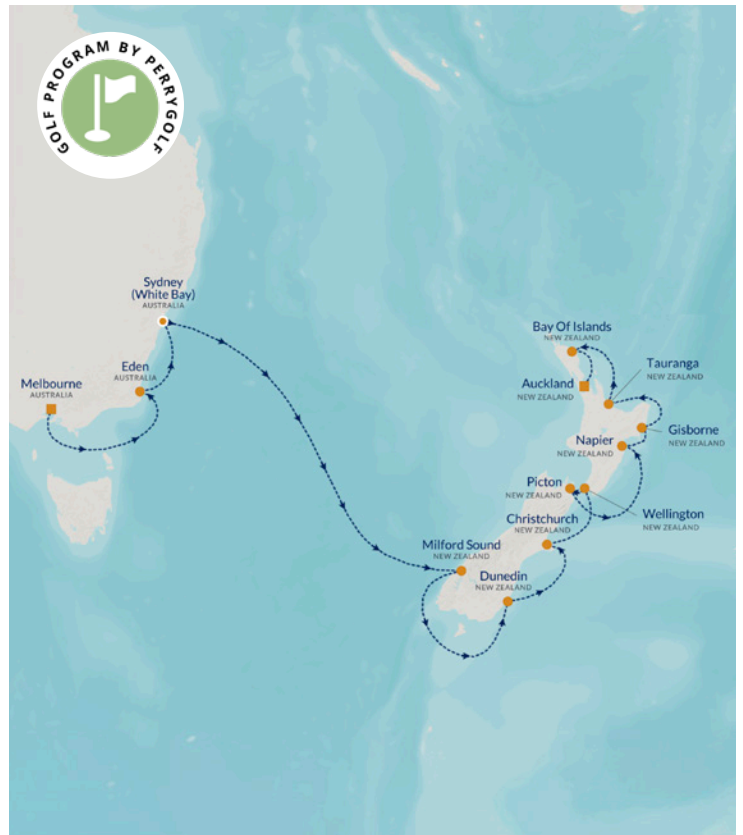 GOLF PROGRAM BY PERRYGOLF
Sydney
(White Bay)
AUSTRALIA
Eden
AUSTRALIA
Melbourne
AUSTRALIA
Bay Of Islands
NEW ZEALAND
Tauranga
NEW ZEALAND
Auckland
NEW ZEALAND
Gisborne
NEW ZEALAND
Napier
NEW ZEALAND
Picton
NEW ZEALAND
Wellington
NEW ZEALAND
Christchurch
NEW ZEALAND
Milford Sound
NEW ZEALAND
Dunedin
NEW ZEALAND